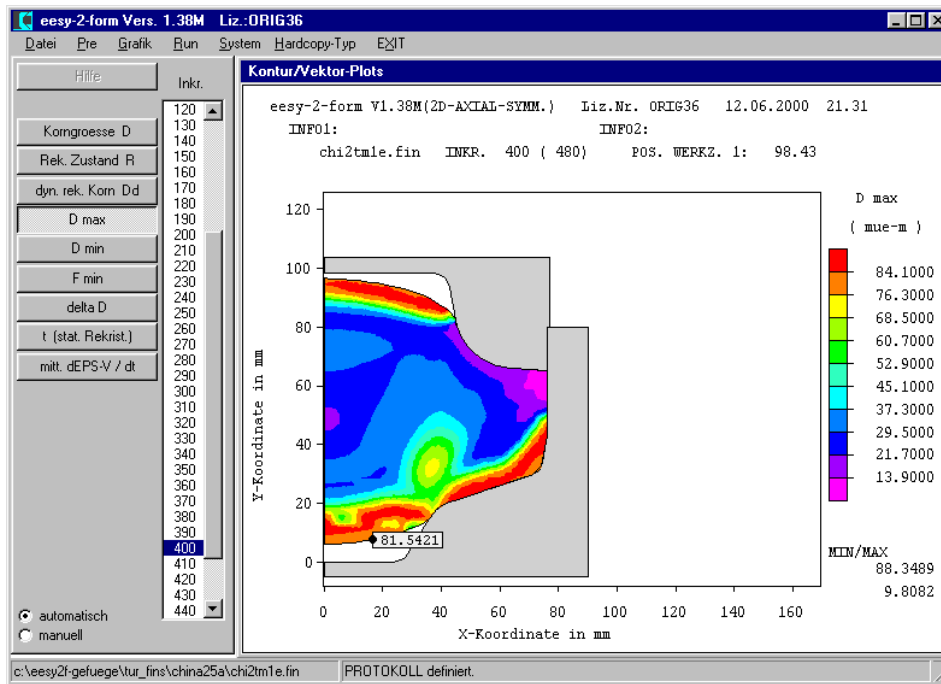 eesy-2-form Vers. 1.38M Liz.:ORIG36
Datei Pre Grafik Run System Hardcopy-Typ EXIT
Hilfe
Inkr.
Korngroesse D
Rek. Zustand R
dyn. rek. Korn Dd
D max
D min
F min
delta D
t (stat. Rekrist.)
mitt. dEPS-V / dt
120
130
140
150
160
170
180
190
200
210
220
230
240
250
260
270
280
290
300
310
320
330
340
350
360
370
380
390
400
410
420
430
440
automatisch
manuell
Kontur/Vektor-Plots
eesy-2-form V1.38M(2D-AXIAL-SYMM.) Liz.Nr. ORIG36 12.06.2000 21.31
INFO1: INFO2:
chi2tm1e.fin INKR. 400 ( 480) POS. WERKZ. 1: 98.43
Y-Koordinate in mm
120
100
80
60
40
20
0
81.5421
0 20 40 60 80 100 120 140 160
X-Koordinate in mm
D max
( mue-m )
84.1000
76.3000
68.5000
60.7000
52.9000
45.1000
37.3000
29.5000
21.7000
13.9000
MIN/MAX
88.3489
9.8082
c:\eesy2f-gefuege\tur_fins\china25a\chi2tm1e.fin
PROTOKOLL definiert.